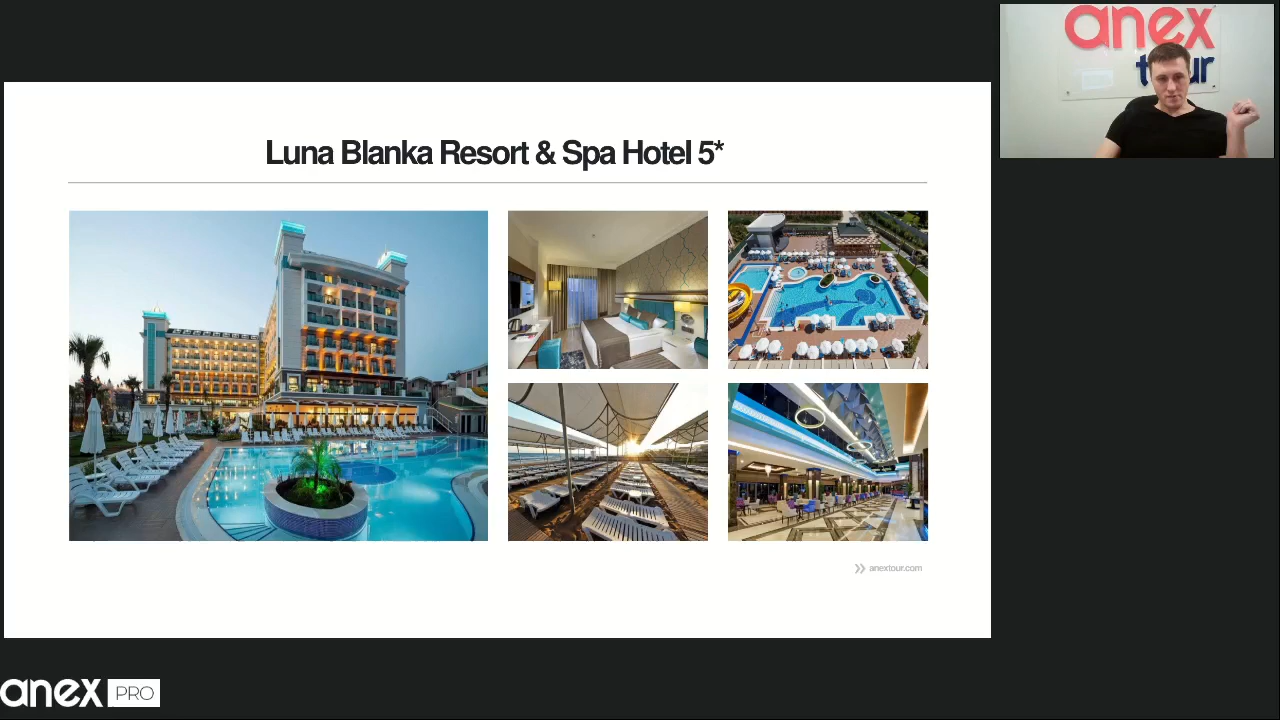 anex
tour
Luna Blanka Resort & Spa Hotel 5*
anextour.com
anex PRO